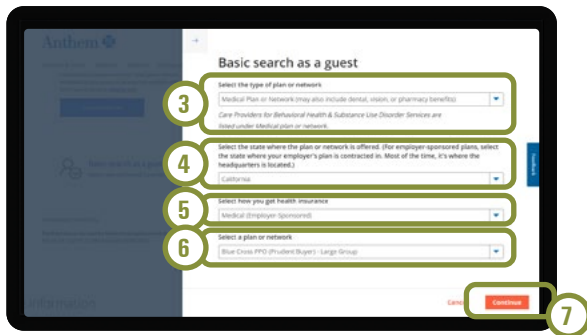 Anthem
Basic search as a guest
3
Select the type of plan or network
Medical Plan or Network (may also include dental, vision, or pharmacy benefits)
Care Providers for Behavioral Health & Substance Use Disorder Services are
listed under Medical plan or network.
4
Select the state where the plan or network is offered. (For employer-sponsored plans, select
the state where your employer's plan is contracted in. Most of the time, it's where the
headquarters is located.)
California
Feedback
5
Select how you get health insurance
Medical (Employer-Sponsored)
6
Select a plan or network
Blue Cross PPO (Prudent Buyer) - Large Group
Continue
7